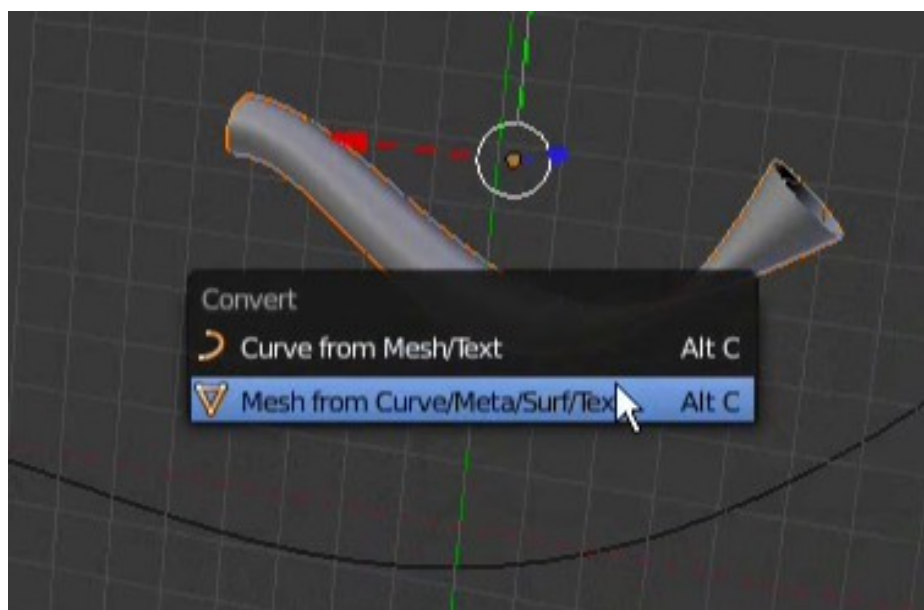 Convert
Curve from Mesh/Text Alt C
Mesh from Curve/Meta/Surf/Tex Alt C